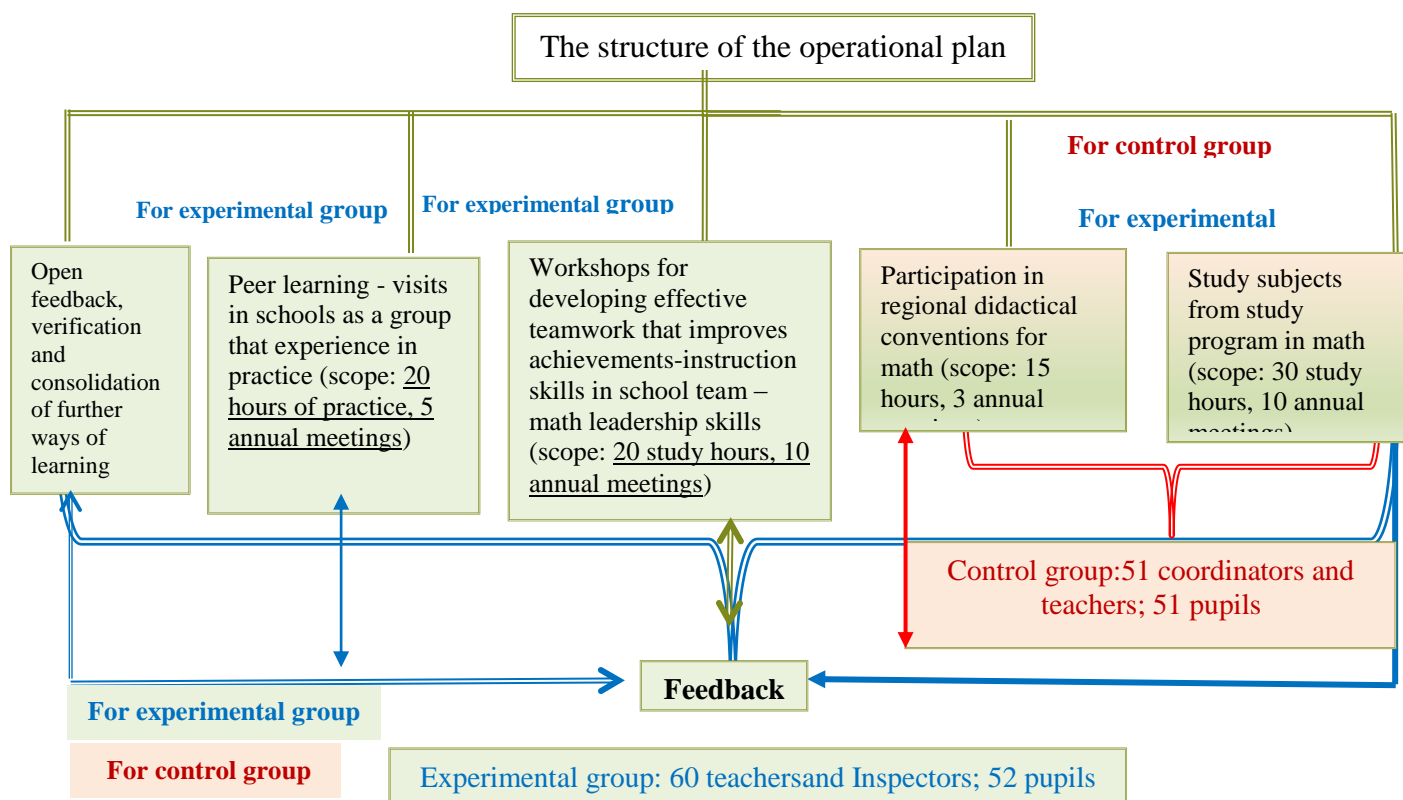 The structure of the operational plan
For control group
For experimental group
For experimental group
For experimental
Open
feedback,
verification
and
consolidation
of further
ways of
learning
Peer learning - visits
in schools as a group
that experience in
practice (scope: 20
hours of practice, 5
annual meetings)
Workshops for
developing effective
teamwork that improves
achievements-instruction
skills in school team –
math leadership skills
(scope: 20 study hours, 10
annual meetings)
Participation in
regional didactical
conventions for
math (scope: 15
hours, 3 annual
Study subjects
from study
program in math
(scope: 30 study
hours, 10 annual
meetings)
Control group:51 coordinators and
teachers; 51 pupils
Feedback
For experimental group
For control group
Experimental group: 60 teachersand Inspectors; 52 pupils